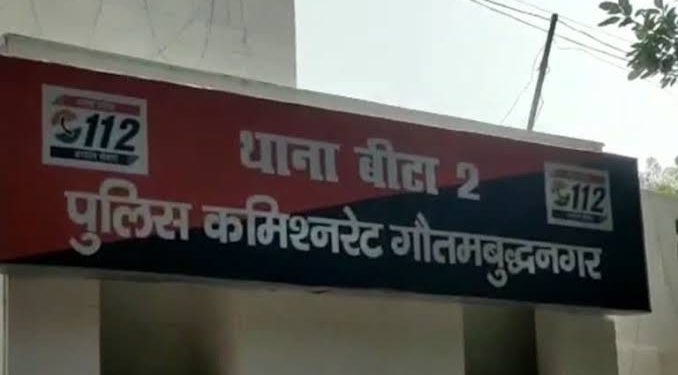 112
थाना बीटा 2
112
पुलिस कमिश्नरेट गौतमबुद्धनगर